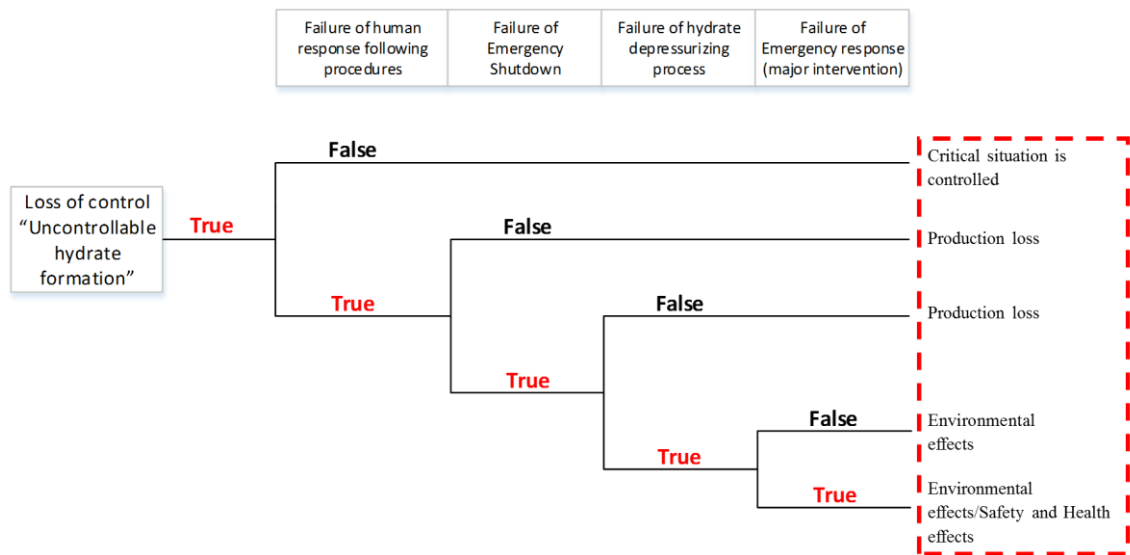 Failure of human
response following
procedures
Failure of
Emergency
Shutdown
Failure of hydrate
depressurizing
process
Failure of
Emergency response
(major intervention)
False
Critical situation is
controlled
Loss of control
“Uncontrollable
hydrate
formation”
True
False
Production loss
True
False
Production loss
True
False
Environmental
effects
True
True
Environmental
effects/Safety and Health
effects